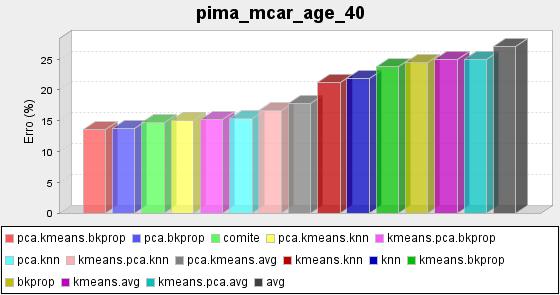 pima_mcar_age_40
Erro (%)
25
20
15
10
5
0
pca.kmeans.bkprop pca.bkprop comite pca.kmeans.knn kmeans.pca.bkprop
pca.knn kmeans.pca.knn pca.kmeans.avg kmeans.knn knn kmeans.bkprop
bkprop kmeans.avg kmeans.pca.avg avg